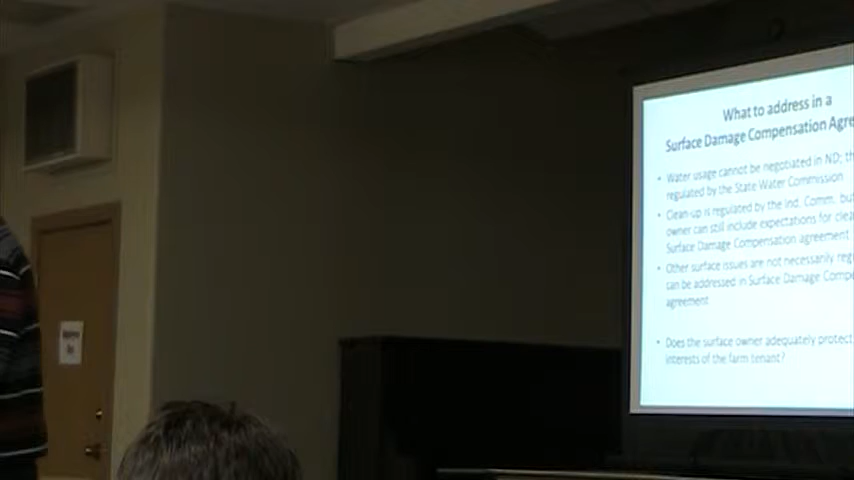 What to address in a
Surface Damage Compensation Agre
• Water usage cannot be negotiated in ND; th
regulated by the State Water Commission
• Clean-up is regulated by the Ind. Comm. but
owner can still include expectations for clea
Surface Damage Compensation agreement
• Other surface issues are not necessarily reg
can be addressed in Surface Damage Compe
agreement
• Does the surface owner adequately protect
interests of the farm tenant?